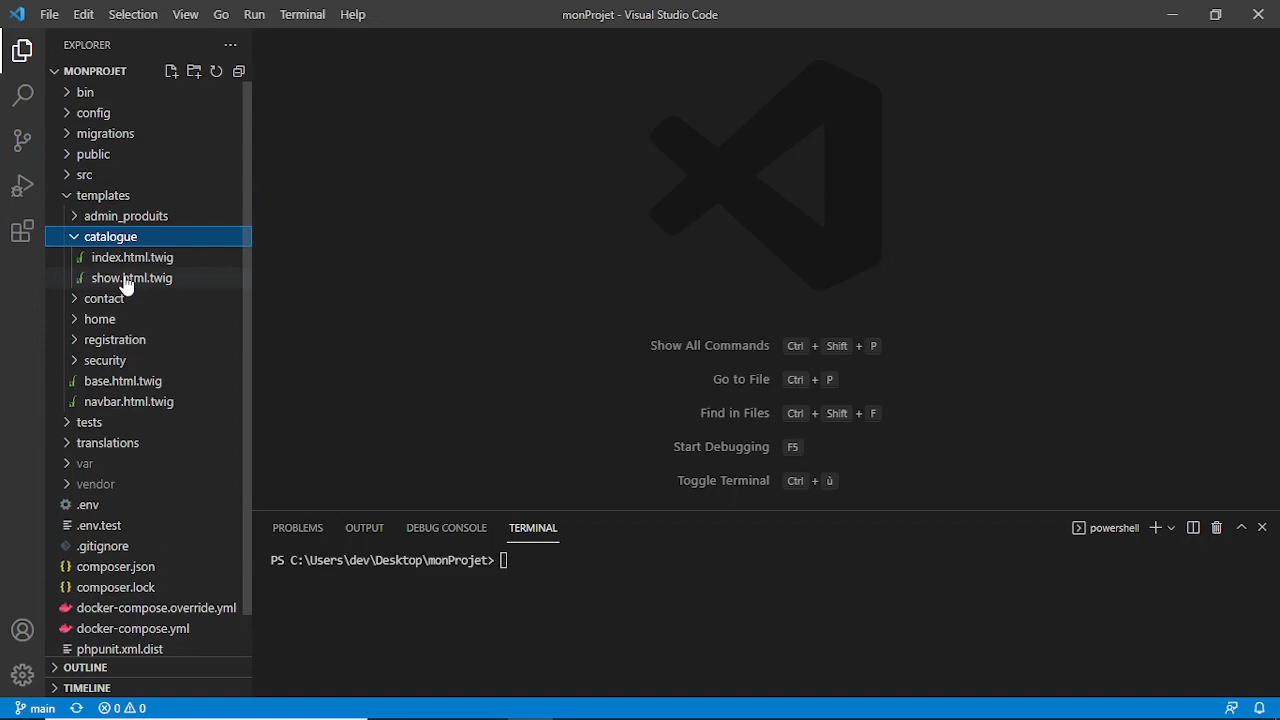 File Edit Selection View Go Run Terminal Help
monProjet - Visual Studio Code
EXPLORER
MONPROJET
bin
config
migrations
public
src
templates
admin_produits
catalogue
index.html.twig
show.html.twig
contact
home
registration
security
base.html.twig
navbar.html.twig
tests
translations
var
vendor
.env
.env.test
.gitignore
composer.json
composer.lock
docker-compose.override.yml
docker-compose.yml
phpunit.xml.dist
OUTLINE
TIMELINE
Show All Commands Ctrl + Shift + P
Go to File Ctrl + P
Find in Files Ctrl + Shift + F
Start Debugging F5
Toggle Terminal Ctrl + ù
PROBLEMS OUTPUT DEBUG CONSOLE TERMINAL
powershell
PS C:\Users\dev\Desktop\monProjet>
main 0 0